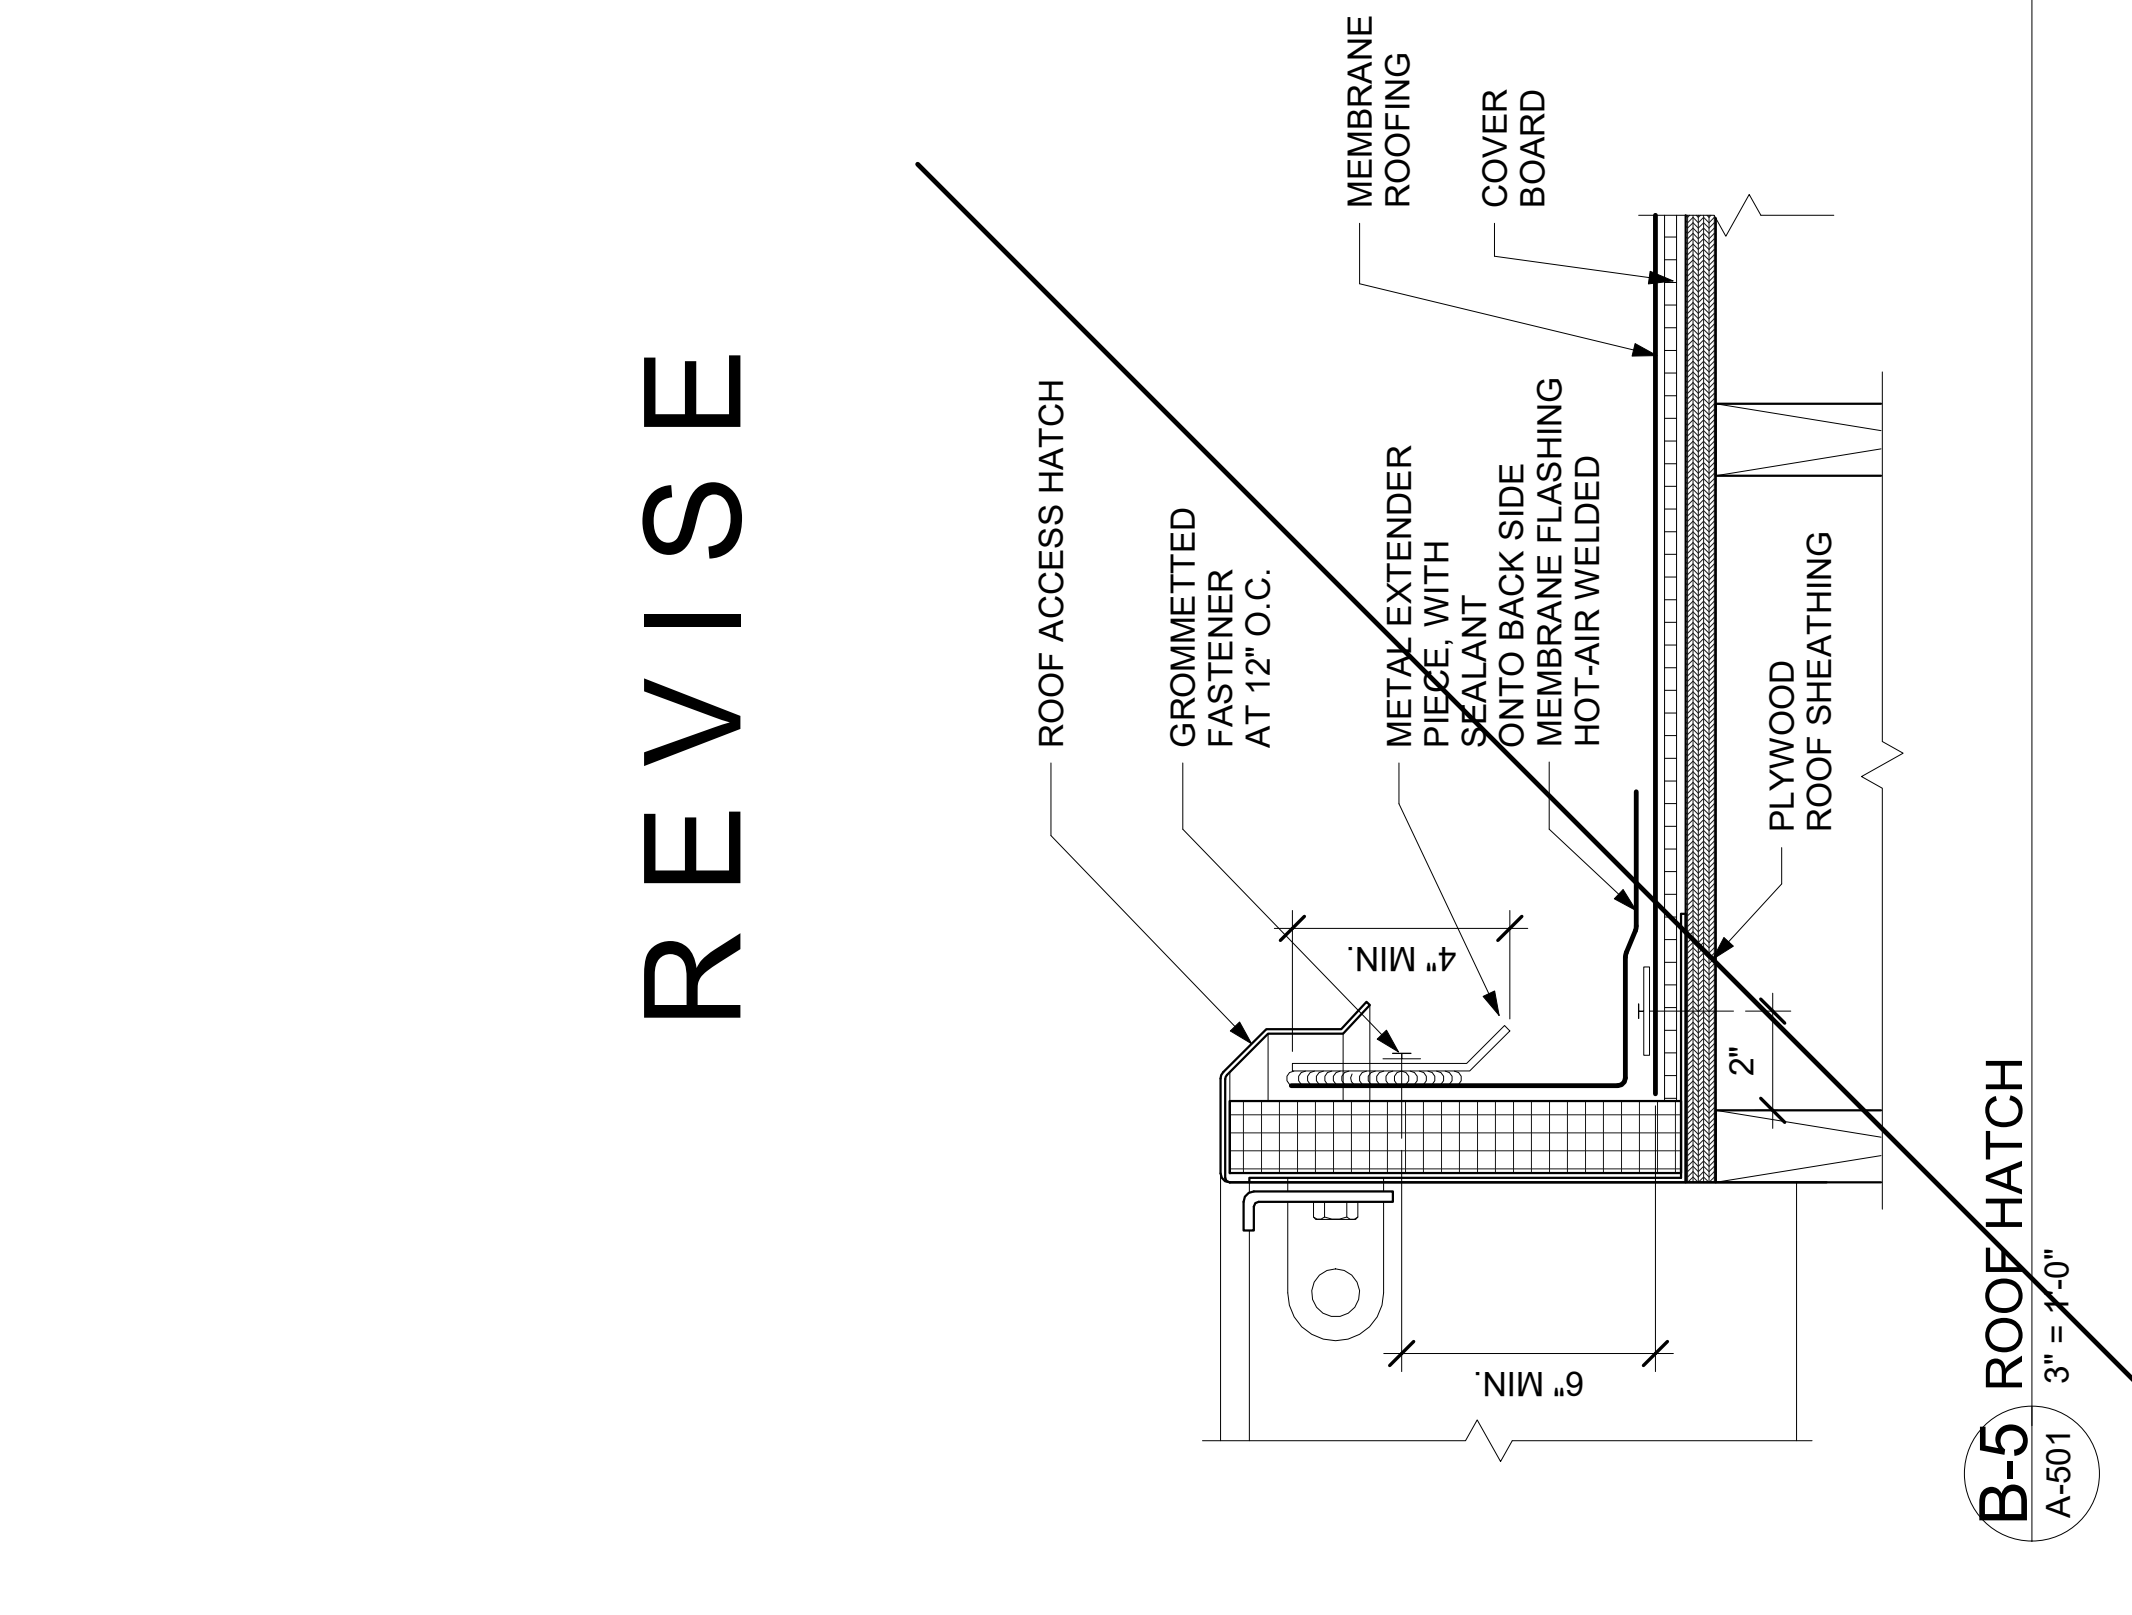 REVISE
ROOF ACCESS HATCH
GROMMETTED
FASTENER
AT 12" O.C.
METAL EXTENDER
PIECE, WITH
SEALANT
ONTO BACK SIDE
MEMBRANE FLASHING
HOT-AIR WELDED
MEMBRANE
ROOFING
COVER
BOARD
PLYWOOD
ROOF SHEATHING
4" MIN.
2"
6" MIN.
B-5 ROOF HATCH
A-501 3" = 1'-0"